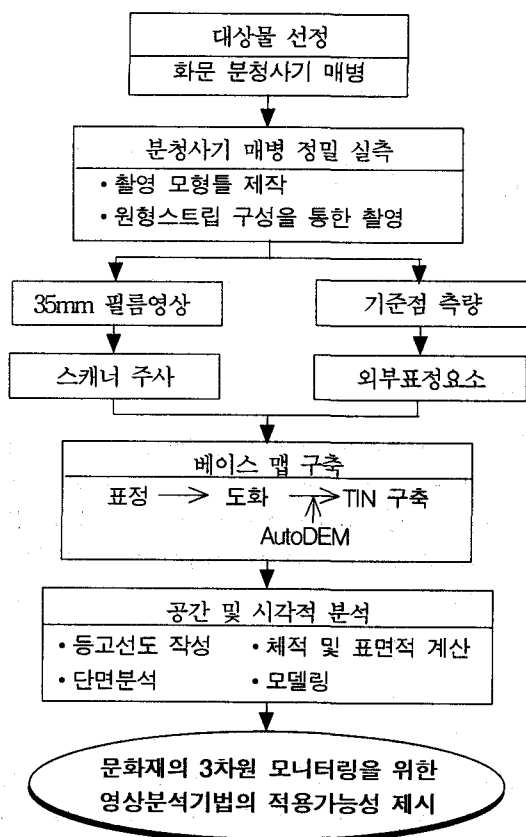 대상물 선정
화문 분청사기 매병
분청사기 매병 정밀 실측
• 촬영 모형틀 제작
• 원형스트립 구성을 통한 촬영
35mm 필름영상
기준점 측량
스캐너 주사
외부표정요소
베이스 맵 구축
표정 → 도화 → TIN 구축
AutoDEM
공간 및 시각적 분석
• 등고선도 작성 • 체적 및 표면적 계산
• 단면분석 • 모델링
문화재의 3차원 모니터링을 위한
영상분석기법의 적용가능성 제시